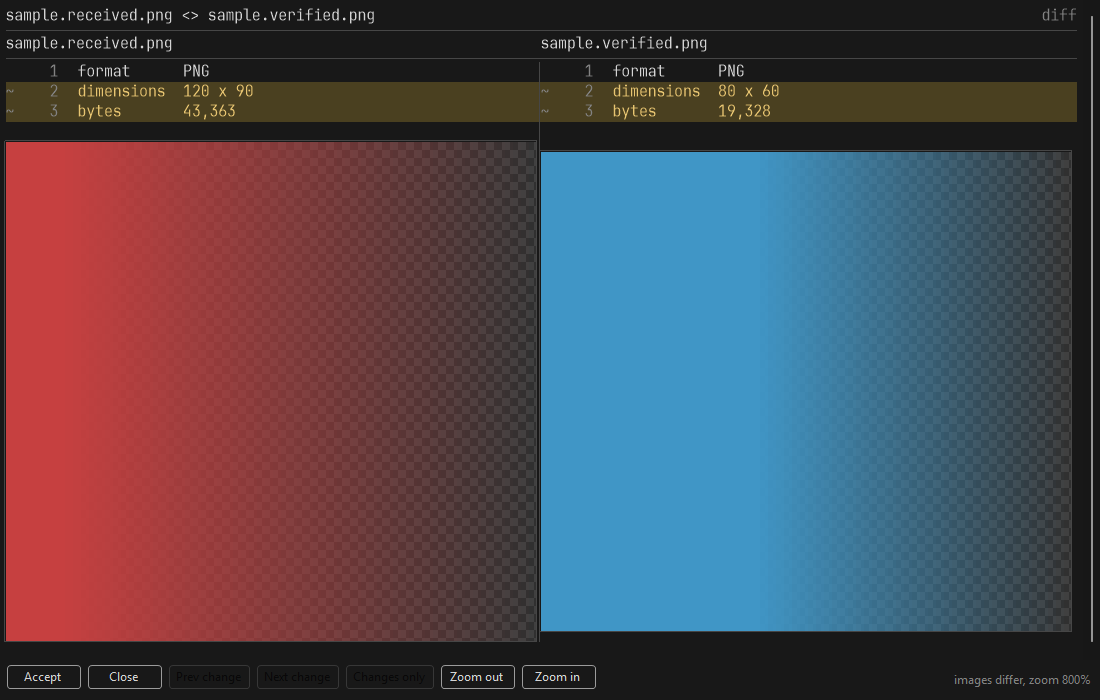 sample.received.png <> sample.verified.png diff
sample.received.png sample.verified.png
1 format PNG 1 format PNG
~ 2 dimensions 120 x 90 ~ 2 dimensions 80 x 60
~ 3 bytes 43,363 ~ 3 bytes 19,328
Accept Close Prev change Next change Changes only Zoom out Zoom in images differ, zoom 800%